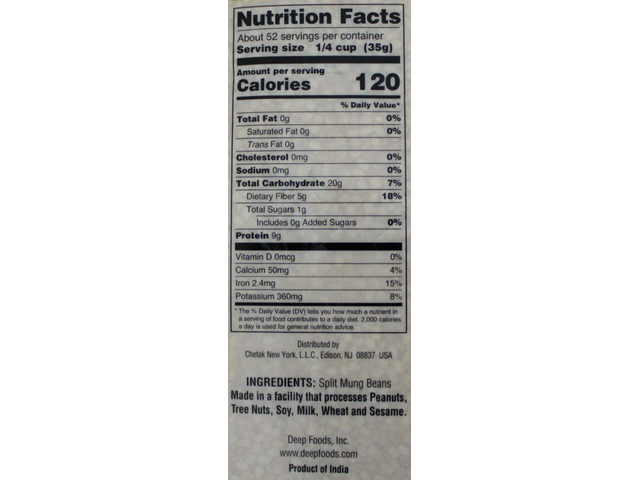 Nutrition Facts
About 52 servings per container
Serving size 1/4 cup (35g)
Amount per serving
Calories 120
% Daily Value*
Total Fat 0g 0%
Saturated Fat 0g 0%
Trans Fat 0g
Cholesterol 0mg 0%
Sodium 0mg 0%
Total Carbohydrate 20g 7%
Dietary Fiber 5g 18%
Total Sugars 1g
Includes 0g Added Sugars 0%
Protein 9g
Vitamin D 0mcg 0%
Calcium 50mg 4%
Iron 2.4mg 15%
Potassium 360mg 8%
* The % Daily Value (DV) tells you how much a nutrient in
a serving of food contributes to a daily diet. 2,000 calories
a day is used for general nutrition advice.
Distributed by
Chetak New York, L.L.C., Edison, NJ 08837 USA
INGREDIENTS: Split Mung Beans
Made in a facility that processes Peanuts,
Tree Nuts, Soy, Milk, Wheat and Sesame.
Deep Foods, Inc.
www.deepfoods.com
Product of India